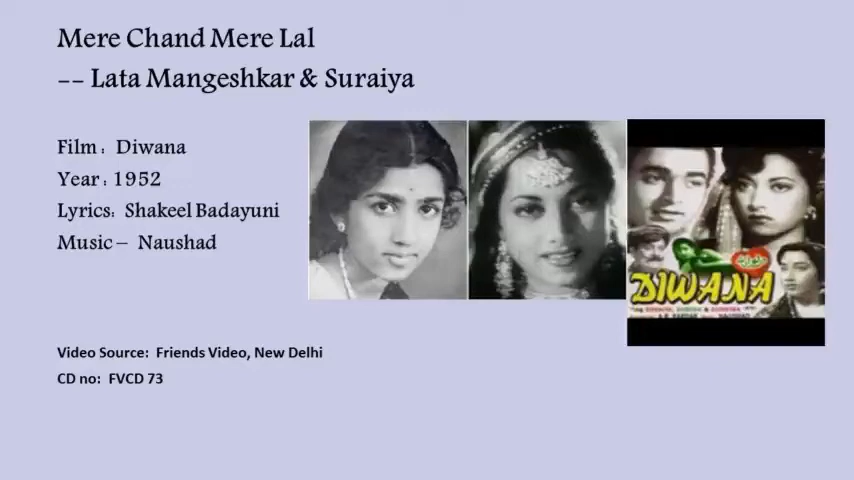 Mere Chand Mere Lal
-- Lata Mangeshkar & Suraiya
Film : Diwana
Year : 1952
Lyrics: Shakeel Badayuni
Music – Naushad
DIWANA
Video Source: Friends Video, New Delhi
CD no: FVCD 73